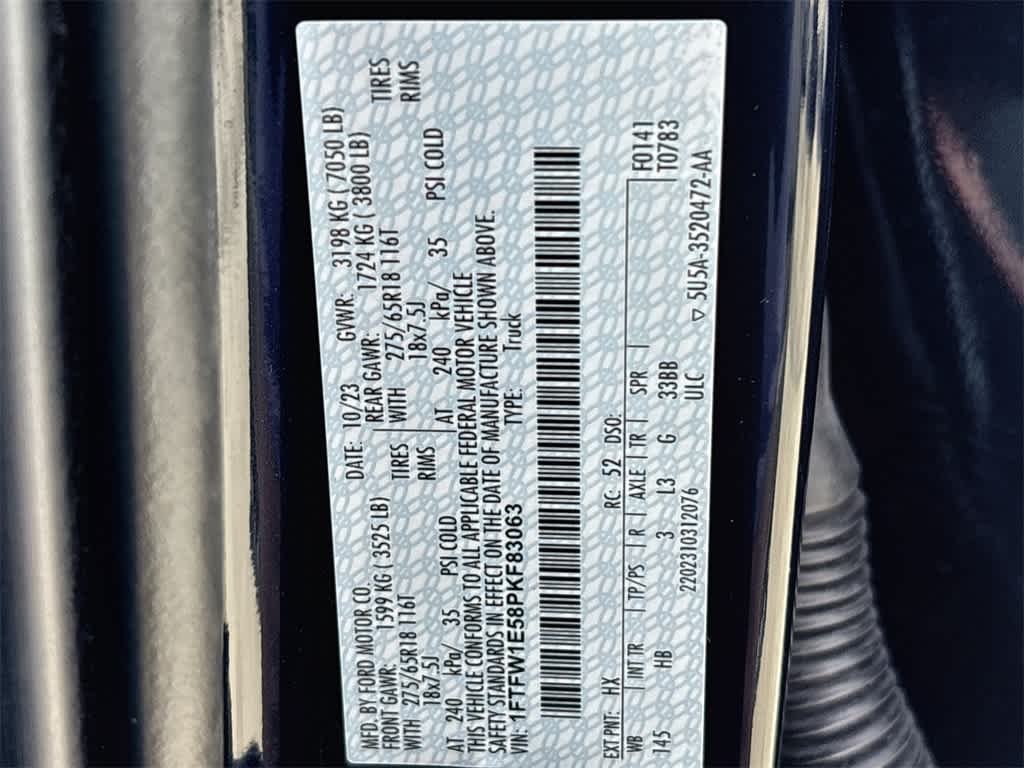 MFD. BY FORD MOTOR CO. DATE: 10/23 GVWR: 3198 KG ( 7050 LB)
FRONT GAWR: 1599 KG ( 3525 LB) REAR GAWR: 1724 KG ( 3800 LB)
WITH 275/65R18 116T TIRES WITH 275/65R18 116T TIRES
18x7.5J RIMS 18x7.5J RIMS
AT 240 kPa/ 35 PSI COLD AT 240 kPa/ 35 PSI COLD
THIS VEHICLE CONFORMS TO ALL APPLICABLE FEDERAL MOTOR VEHICLE
SAFETY STANDARDS IN EFFECT ON THE DATE OF MANUFACTURE SHOWN ABOVE.
VIN: 1FTFW1E58PKF83063 TYPE: Truck
EXT PNT: HX RC: 52 DSO:
WB INT TR TP/PS R AXLE TR SPR F0141
145 HB 3 L3 G 33BB T0783
2202310312076 ULC ▽ 5U5A-3520472-AA